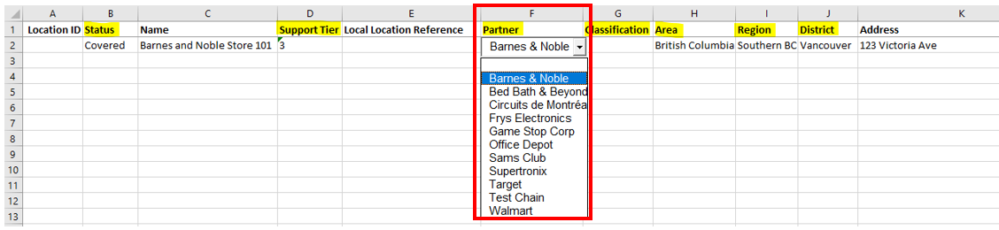 A B C D E F G H I J K
1 Location ID Status Name Support Tier Local Location Reference Partner Classification Area Region District Address
2 Covered Barnes and Noble Store 101 3 Barnes & Noble British Columbia Southern BC Vancouver 123 Victoria Ave
3
4 Barnes & Noble
5 Bed Bath & Beyond
6 Circuits de Montréa
Frys Electronics
7 Game Stop Corp
8 Office Depot
9 Sams Club
10 Supertronix
11 Target
12 Test Chain
13 Walmart